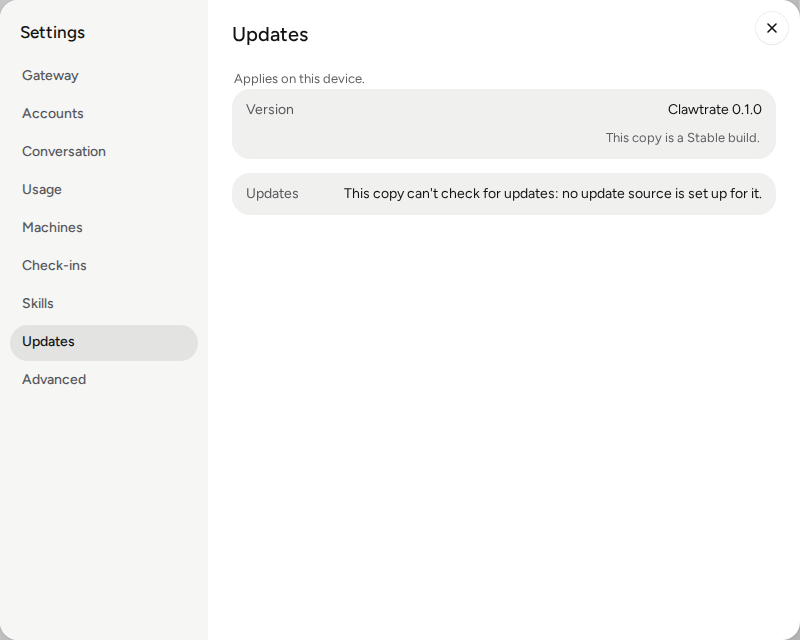 Settings
Gateway
Accounts
Conversation
Usage
Machines
Check-ins
Skills
Updates
Advanced
Updates
Applies on this device.
Version Clawtrate 0.1.0
This copy is a Stable build.
Updates This copy can't check for updates: no update source is set up for it.